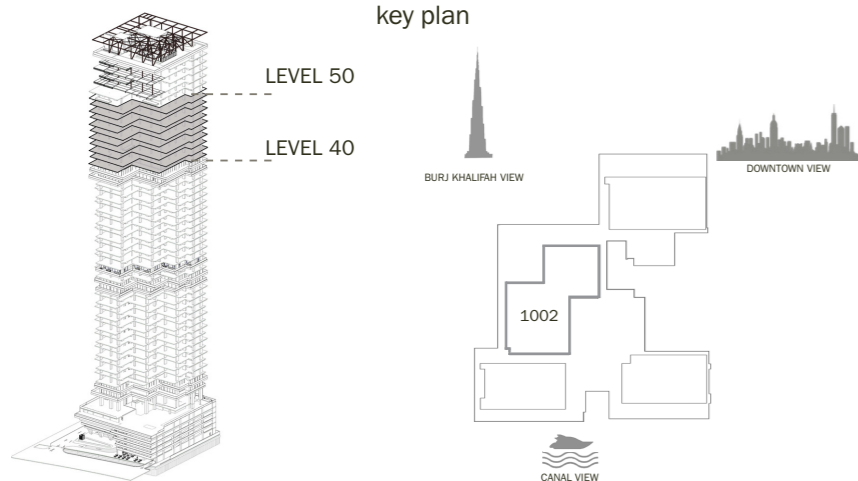 key plan
LEVEL 50
LEVEL 40
BURJ KHALIFAH VIEW
DOWNTOWN VIEW
1002
CANAL VIEW